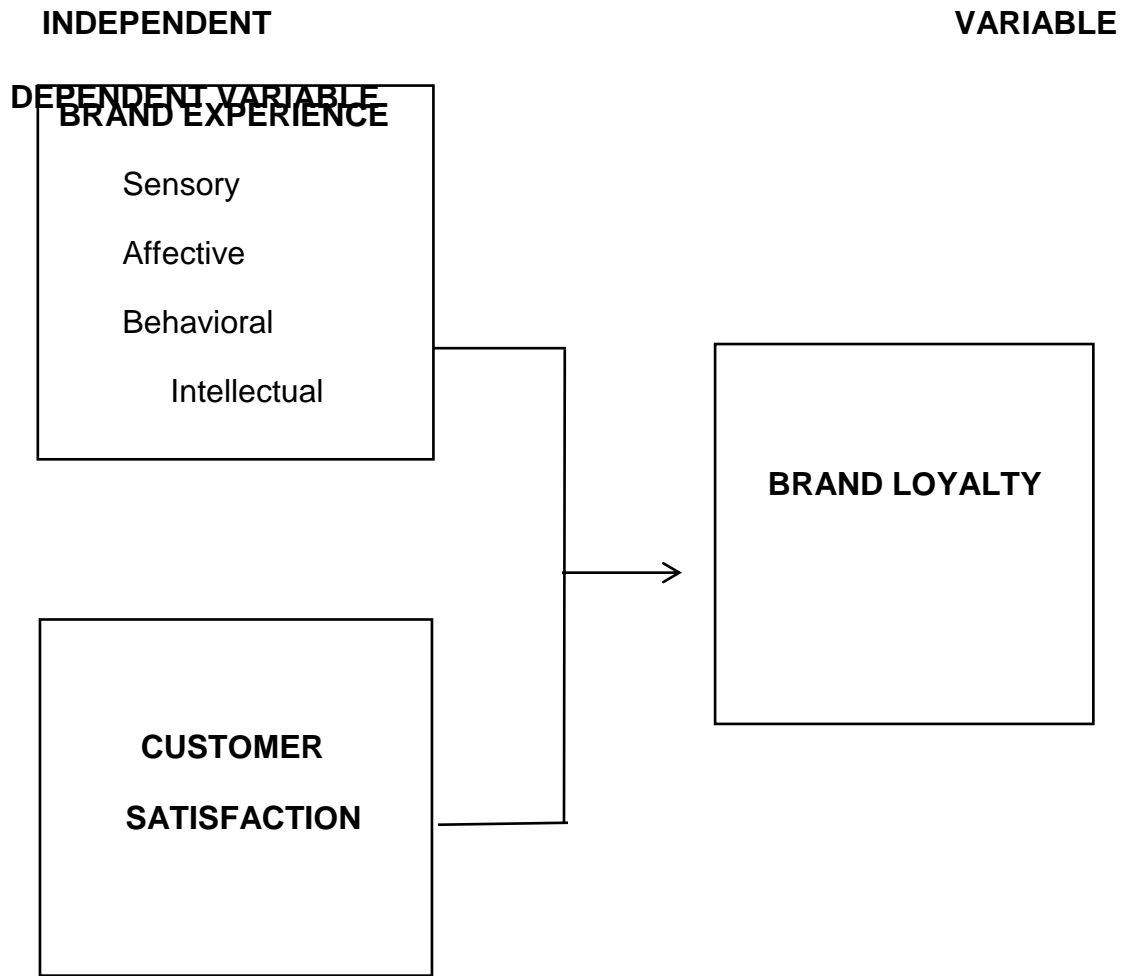 INDEPENDENT VARIABLE
DEPENDENT VARIABLE
BRAND EXPERIENCE
Sensory
Affective
Behavioral
Intellectual
BRAND LOYALTY
CUSTOMER
SATISFACTION